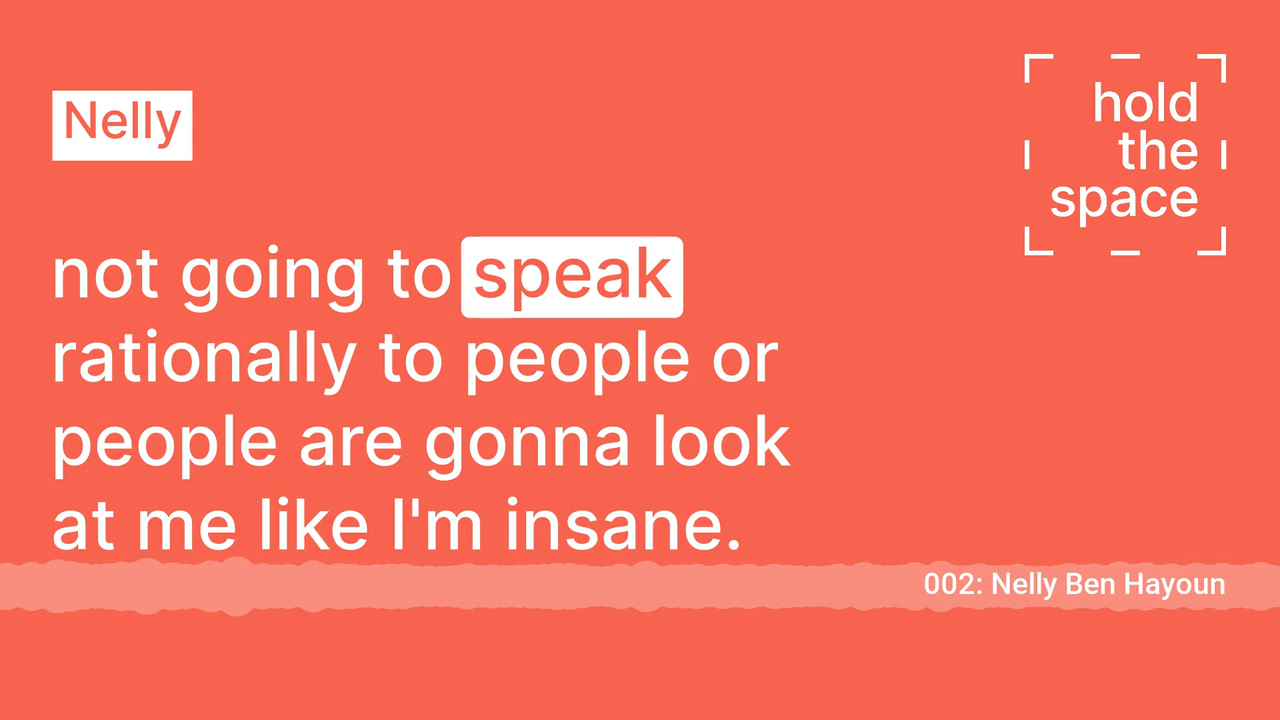 Nelly
hold
the
space
not going to speak
rationally to people or
people are gonna look
at me like I'm insane.
002: Nelly Ben Hayoun